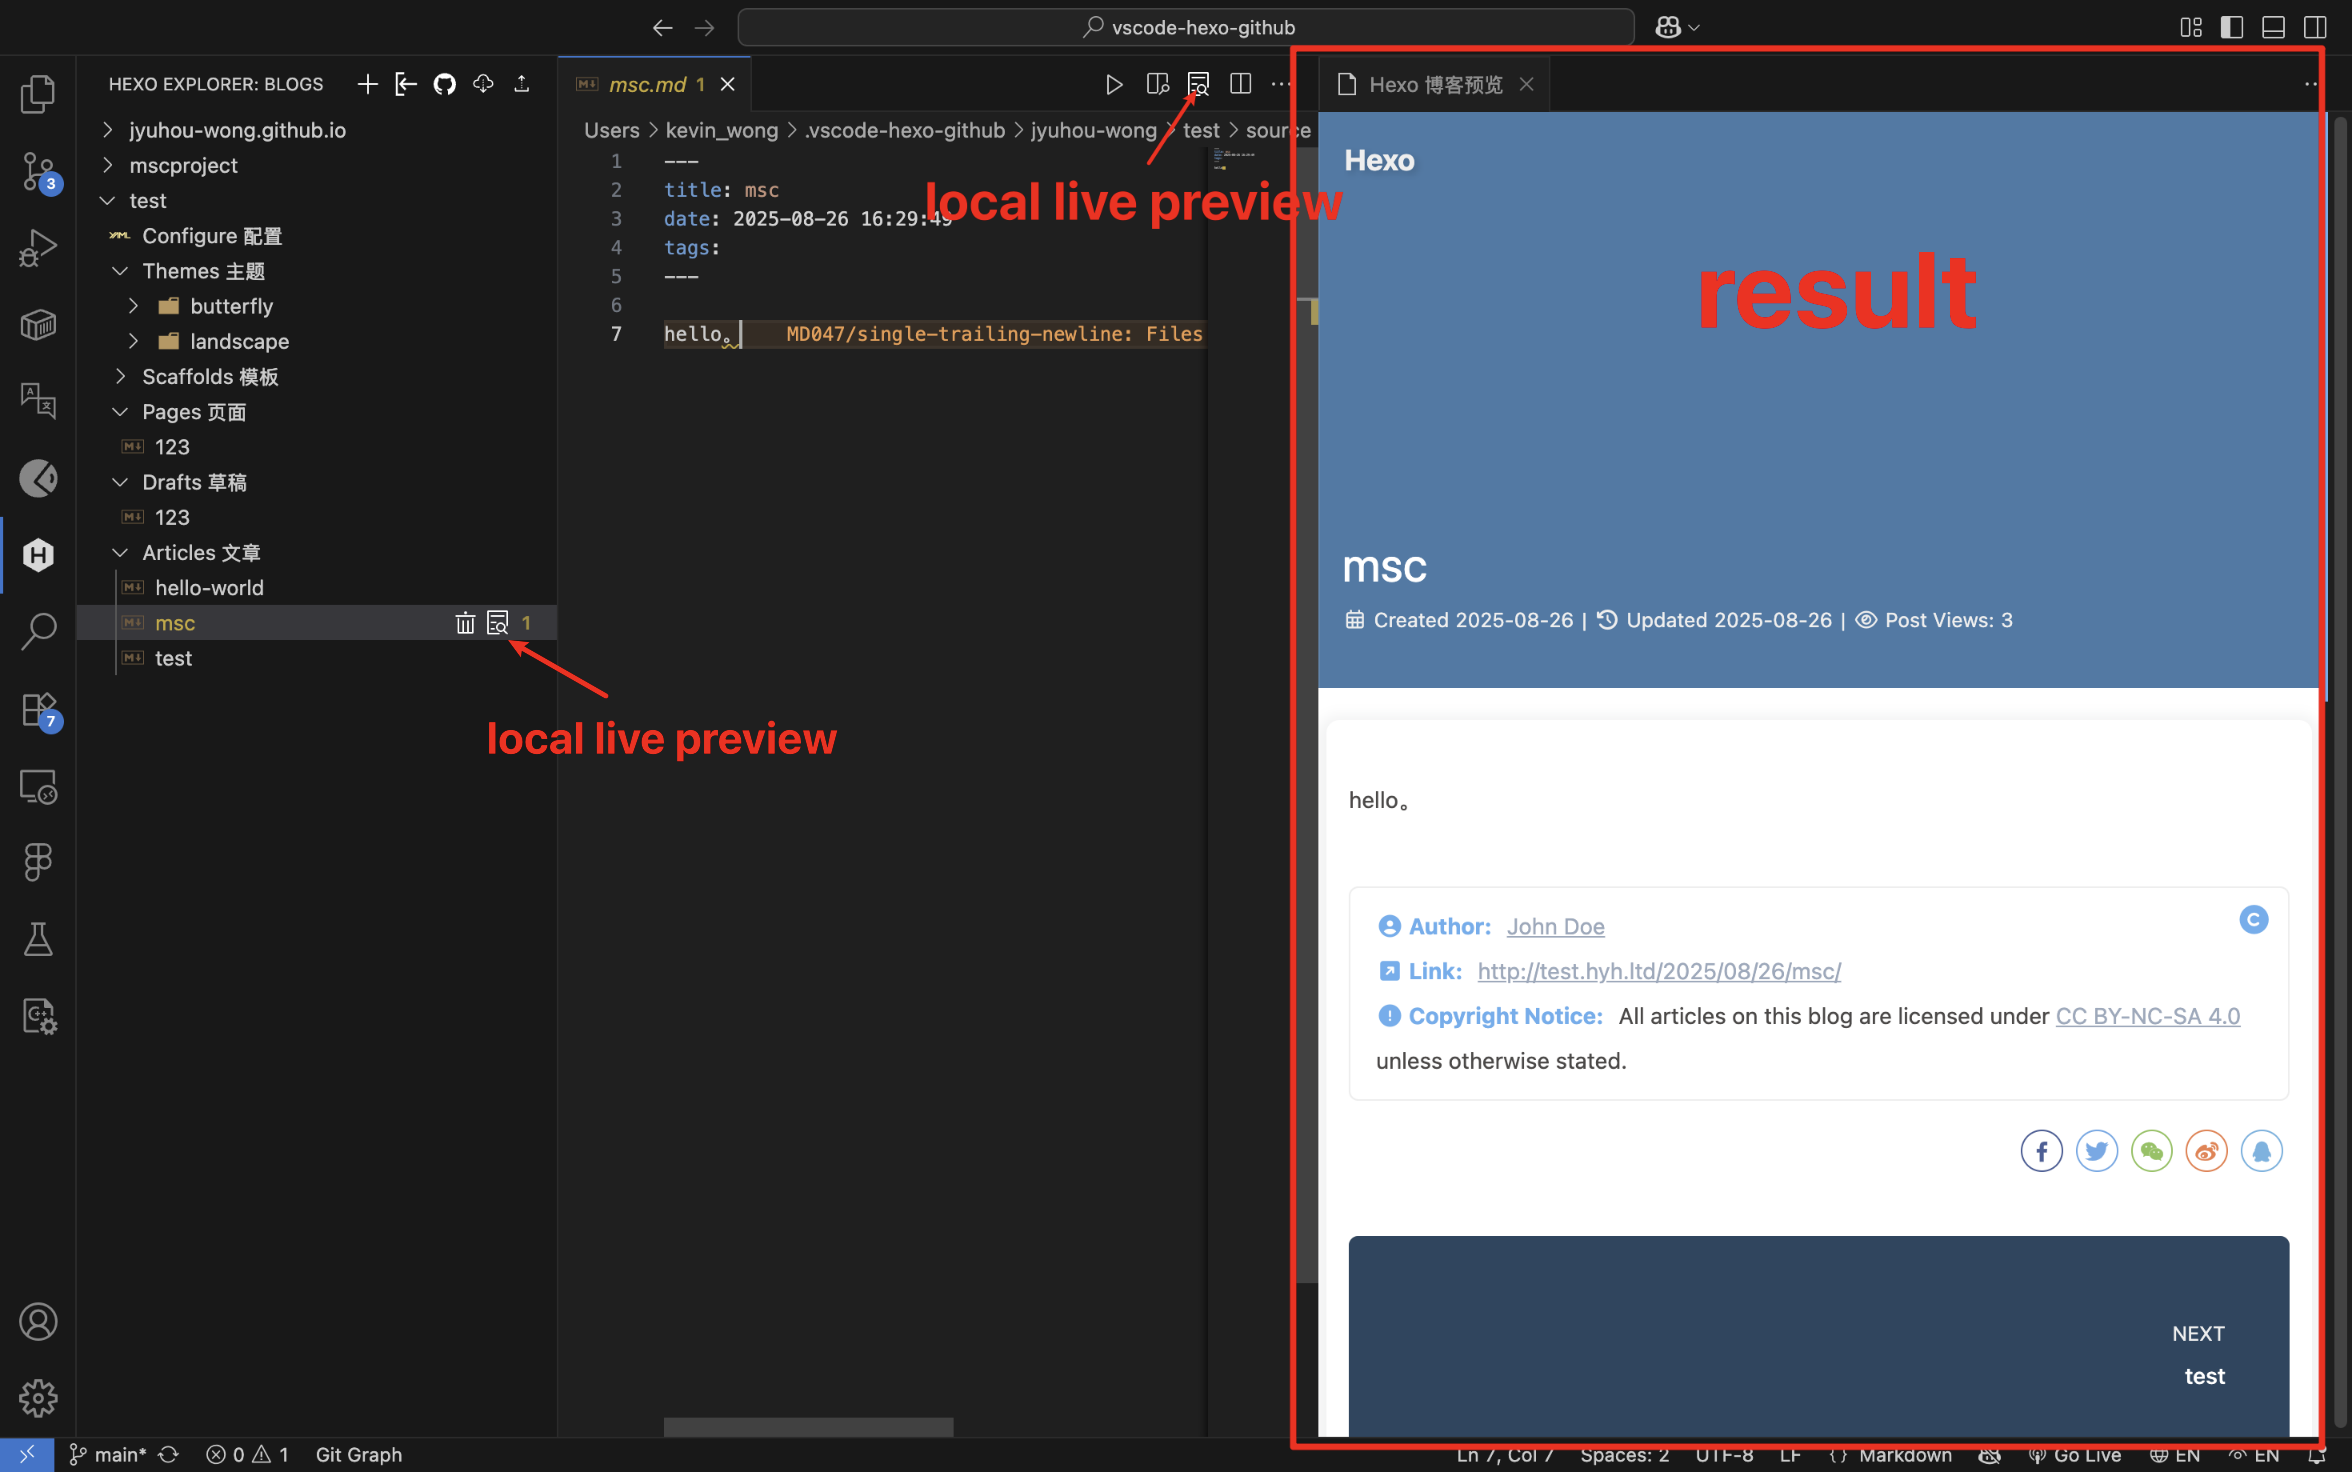 vscode-hexo-github
HEXO EXPLORER: BLOGS
jyuhou-wong.github.io
mscproject
test
YAML
Configure 配置
Themes 主题
butterfly
landscape
Scaffolds 模板
Pages 页面
123
Drafts 草稿
123
Articles 文章
hello-world
msc 1
test
3
7
local live preview
msc.md 1
Users > kevin_wong > .vscode-hexo-github > jyuhou-wong > test > source
1 ---
2 title: msc
3 date: 2025-08-26 16:29:49
4 tags:
5 ---
6
7 hello。 MD047/single-trailing-newline: Files
local live preview
Hexo 博客预览
Hexo
result
msc
Created 2025-08-26 | Updated 2025-08-26 | Post Views: 3
hello。
Author: John Doe
Link: http://test.hyh.ltd/2025/08/26/msc/
Copyright Notice: All articles on this blog are licensed under CC BY-NC-SA 4.0
unless otherwise stated.
NEXT
test
main* 0 1 Git Graph
Ln 7, Col 7 Spaces: 2 UTF-8 LF {} Markdown Go Live EN EN